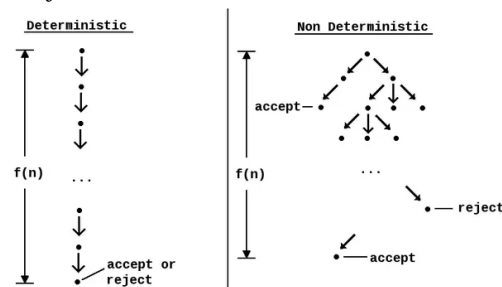 Deterministic
f(n)
...
accept or
reject
Non Deterministic
accept
f(n)
...
reject
accept